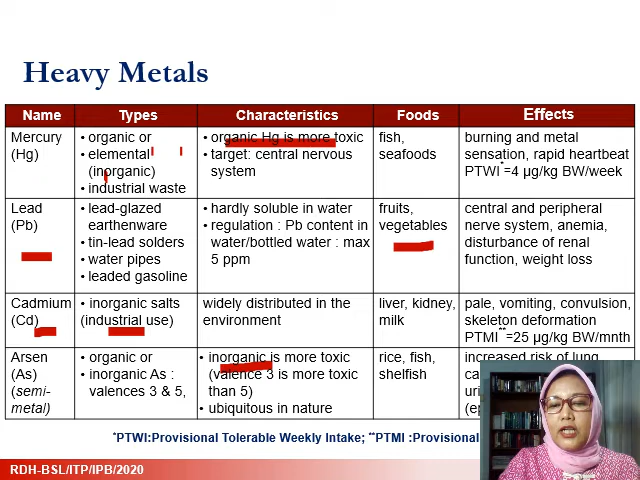 Heavy Metals
Name Types Characteristics Foods Effects
Mercury (Hg)
• organic or
• elemental (inorganic)
• industrial waste
• organic Hg is more toxic
• target: central nervous system
fish, seafoods
burning and metal sensation, rapid heartbeat
PTWI*=4 µg/kg BW/week
Lead (Pb)
• lead-glazed earthenware
• tin-lead solders
• water pipes
• leaded gasoline
• hardly soluble in water
• regulation : Pb content in water/bottled water : max 5 ppm
fruits, vegetables
central and peripheral nerve system, anemia, disturbance of renal function, weight loss
Cadmium (Cd)
• inorganic salts (industrial use)
widely distributed in the environment
liver, kidney, milk
pale, vomiting, convulsion, skeleton deformation
PTMI**=25 µg/kg BW/mnth
Arsen (As) (semi-metal)
• organic or
• inorganic As : valences 3 & 5,
• inorganic is more toxic (valence 3 is more toxic than 5)
• ubiquitous in nature
rice, fish, shelfish
increased risk of lung
*PTWI:Provisional Tolerable Weekly Intake; **PTMI :Provisional
RDH-BSL/ITP/IPB/2020